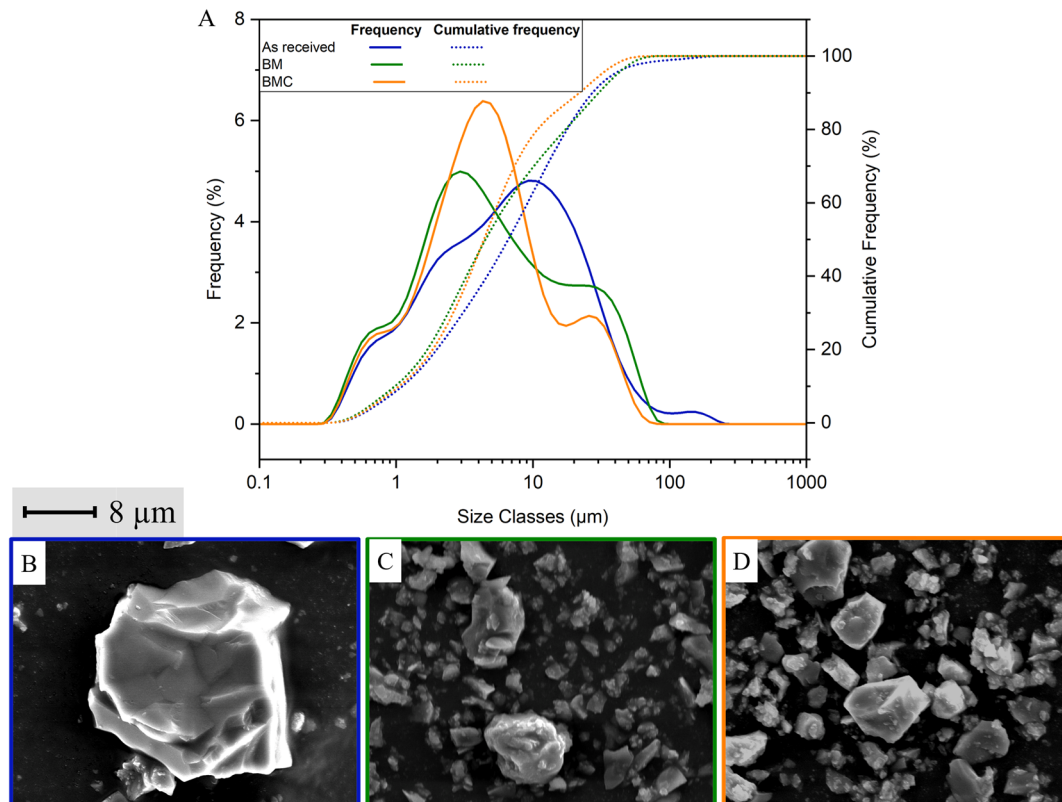 A
Frequency Cumulative frequency
As received
BM
BMC
8
6
4
2
0
Frequency (%)
100
80
60
40
20
0
Cumulative Frequency (%)
0.1 1 10 100 1000
Size Classes (µm)
8 µm
B
C
D